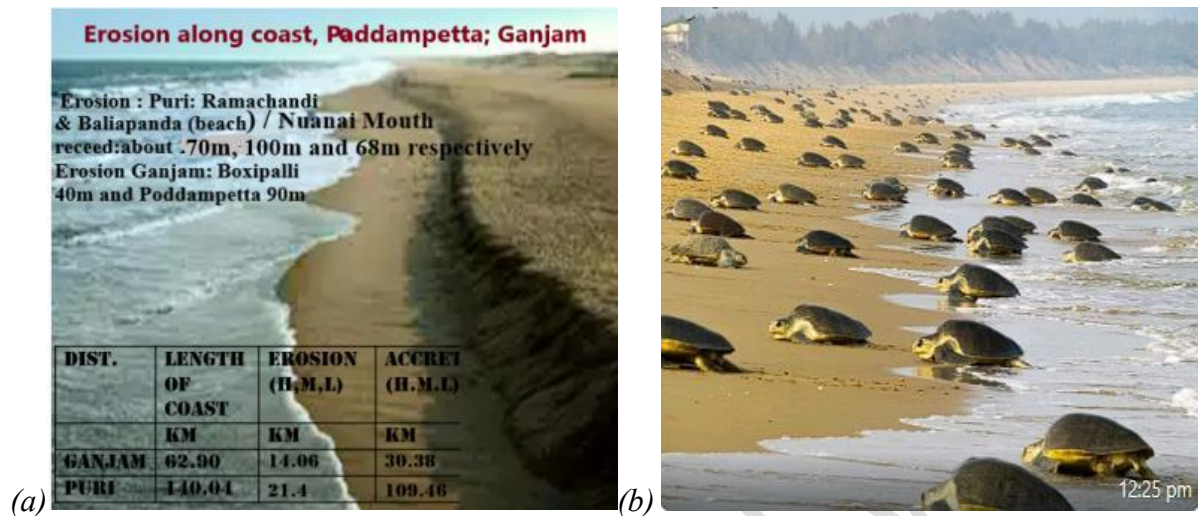 Erosion along coast, Paddampetta; Ganjam
Erosion : Puri: Ramachandi
& Baliapanda (beach) / Nuanai Mouth
receed:about .70m, 100m and 68m respectively
Erosion Ganjam: Boxipalli
40m and Poddampetta 90m
DIST. LENGTH OF COAST EROSION (H,M,L) ACCRET (H.M.L)
KM KM KM
GANJAM 62.90 14.06 30.38
PURI 140.04 21.4 109.46
(a)
(b)
12:25 pm